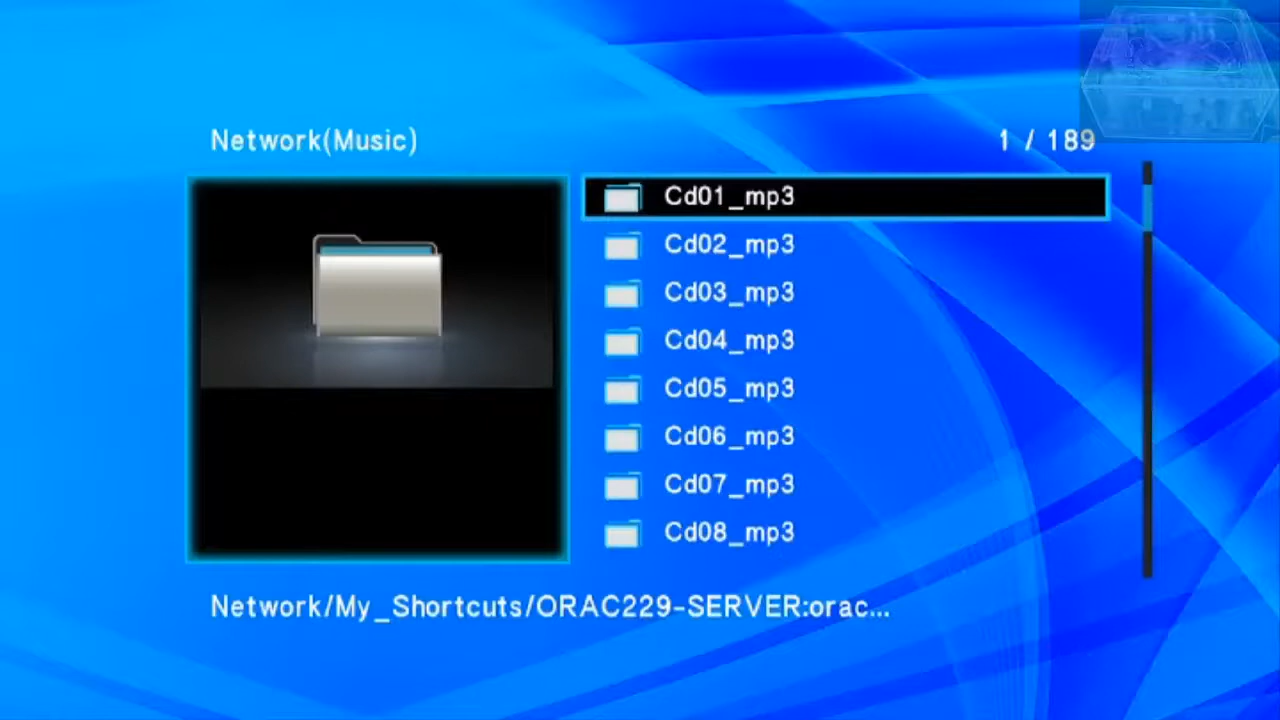 Network(Music)
1 / 189
Cd01_mp3
Cd02_mp3
Cd03_mp3
Cd04_mp3
Cd05_mp3
Cd06_mp3
Cd07_mp3
Cd08_mp3
Network/My_Shortcuts/ORAC229-SERVER:orac...